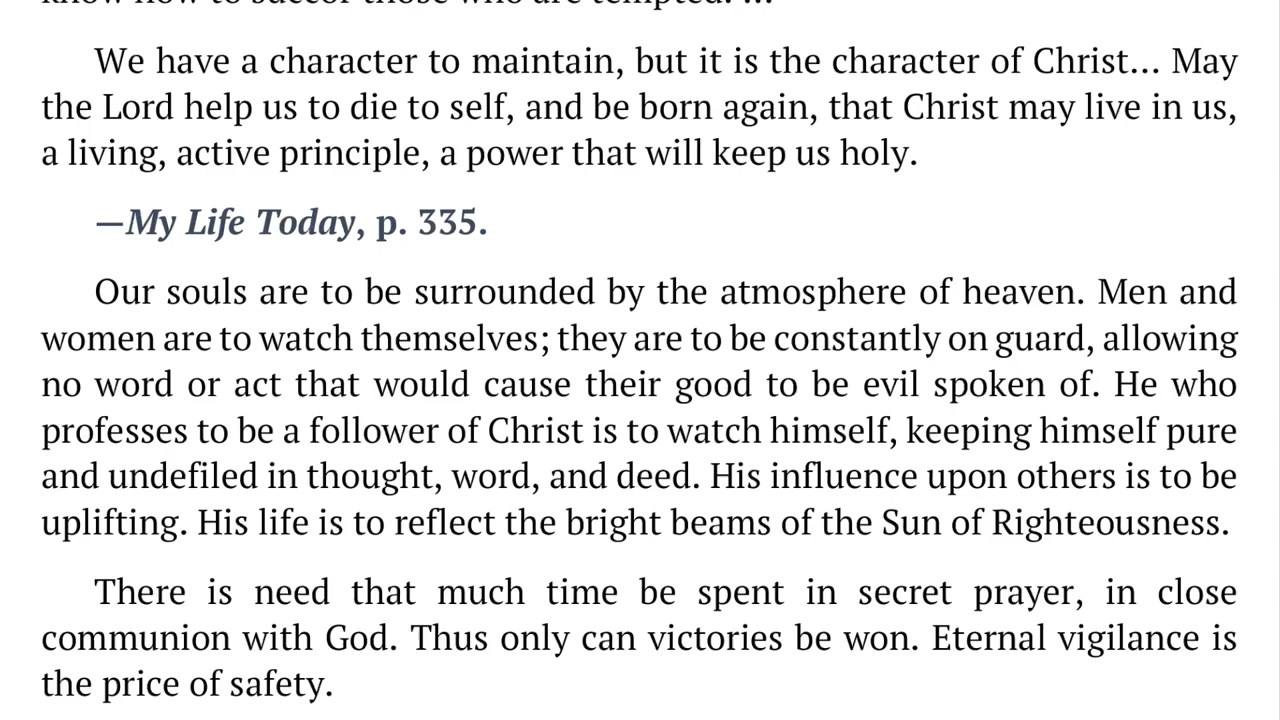 know how to succor those who are tempted. ...
We have a character to maintain, but it is the character of Christ... May
the Lord help us to die to self, and be born again, that Christ may live in us,
a living, active principle, a power that will keep us holy.
—My Life Today, p. 335.
Our souls are to be surrounded by the atmosphere of heaven. Men and
women are to watch themselves; they are to be constantly on guard, allowing
no word or act that would cause their good to be evil spoken of. He who
professes to be a follower of Christ is to watch himself, keeping himself pure
and undefiled in thought, word, and deed. His influence upon others is to be
uplifting. His life is to reflect the bright beams of the Sun of Righteousness.
There is need that much time be spent in secret prayer, in close
communion with God. Thus only can victories be won. Eternal vigilance is
the price of safety.